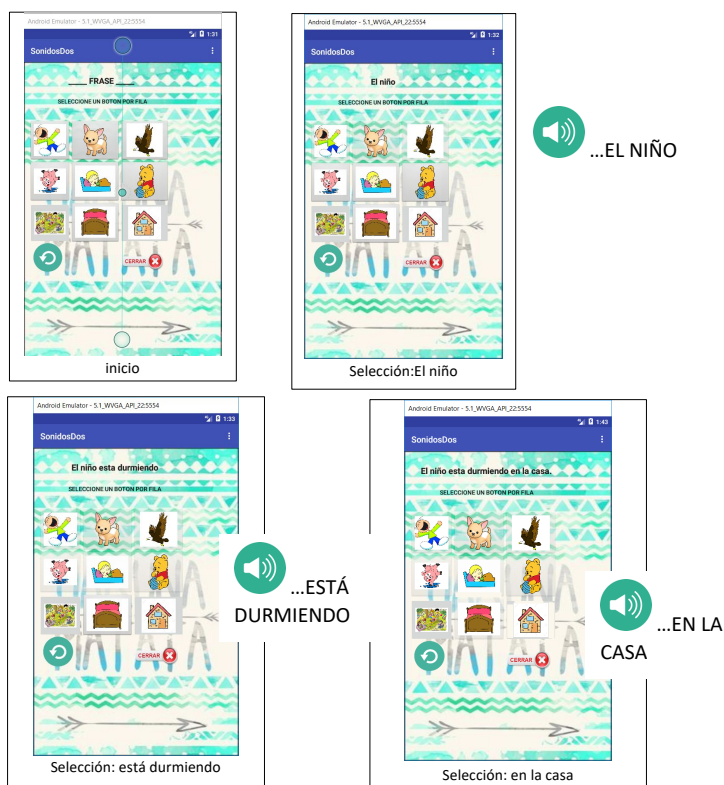 Android Emulator - 5.1_WVGA_API_22:5554
1:31
SonidosDos
____ FRASE ____
SELECCIONE UN BOTON POR FILA
CERRAR
inicio
Android Emulator - 5.1_WVGA_API_22:5554
1:32
SonidosDos
El niño
SELECCIONE UN BOTON POR FILA
CERRAR
Selección:El niño
...EL NIÑO
Android Emulator - 5.1_WVGA_API_22:5554
1:33
SonidosDos
El niño esta durmiendo
SELECCIONE UN BOTON POR FILA
CERRAR
Selección: está durmiendo
...ESTÁ
DURMIENDO
Android Emulator - 5.1_WVGA_API_22:5554
1:43
SonidosDos
El niño esta durmiendo en la casa.
SELECCIONE UN BOTON POR FILA
CERRAR
Selección: en la casa
...EN LA
CASA